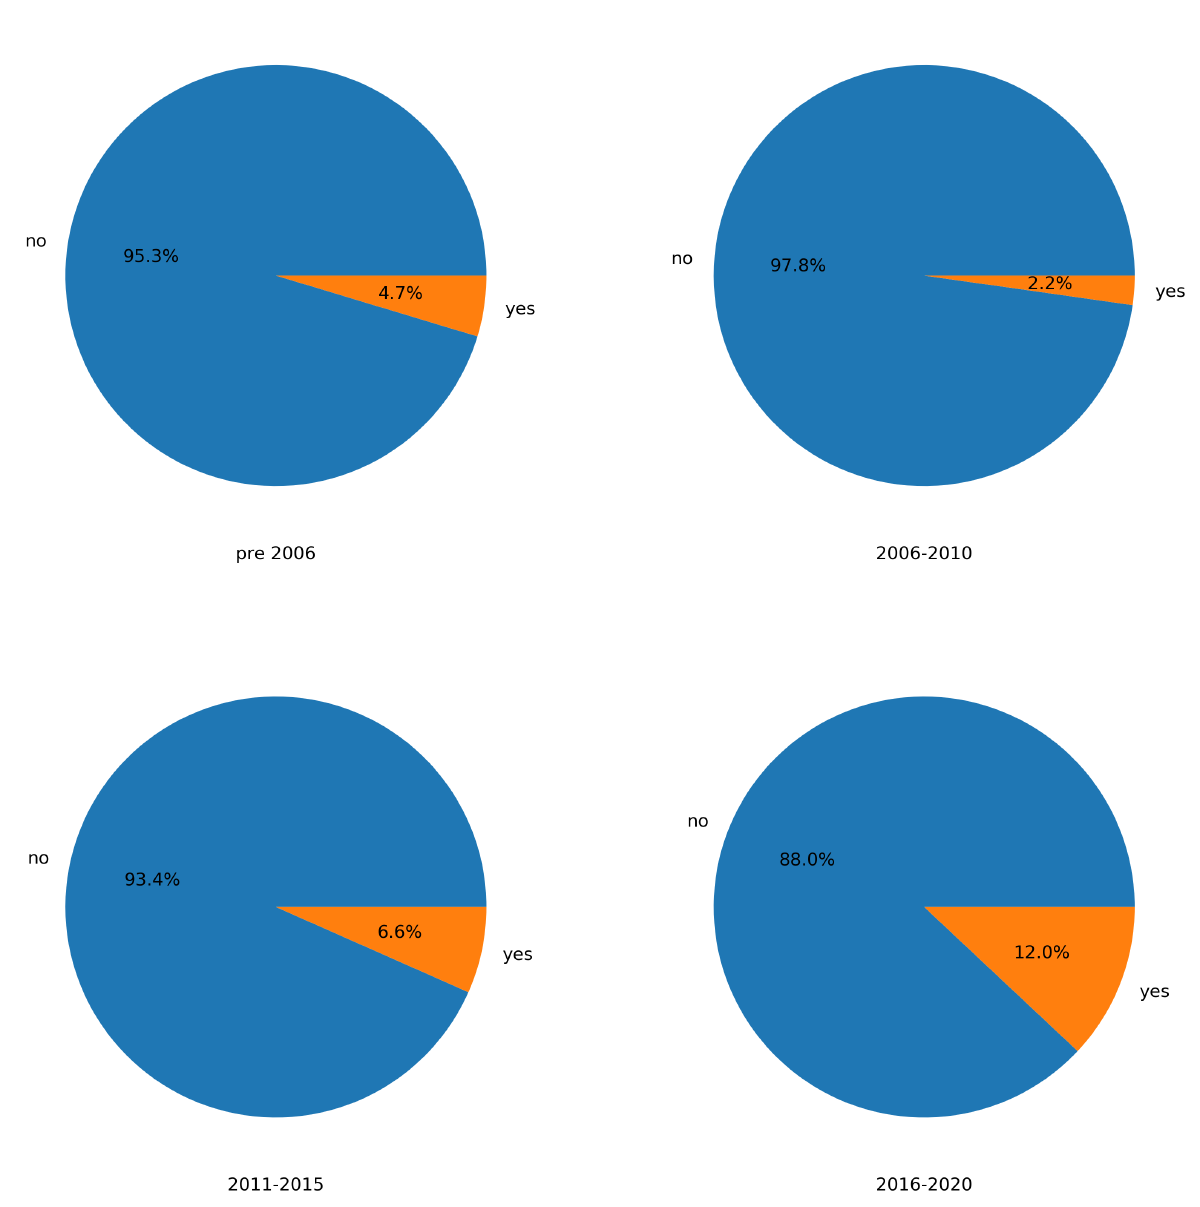 no
95.3%
4.7%
yes
pre 2006
no
97.8%
2.2%
yes
2006-2010
no
93.4%
6.6%
yes
2011-2015
no
88.0%
12.0%
yes
2016-2020